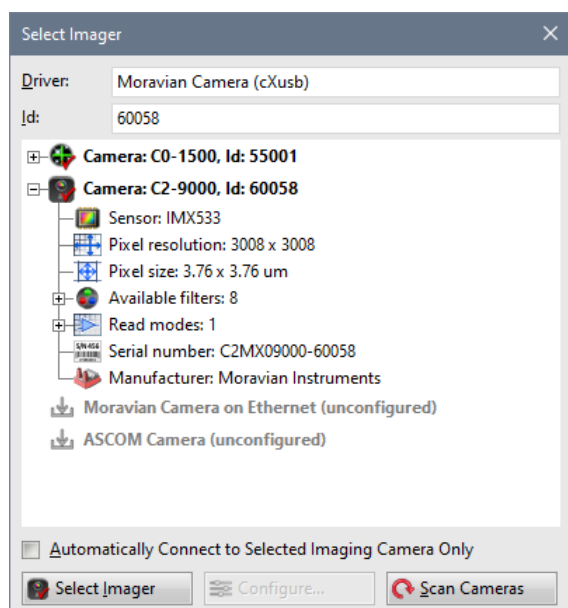 Select Imager
Driver: Moravian Camera (cXusb)
Id: 60058
Camera: C0-1500, Id: 55001
Camera: C2-9000, Id: 60058
Sensor: IMX533
Pixel resolution: 3008 x 3008
Pixel size: 3.76 x 3.76 um
Available filters: 8
Read modes: 1
S/N 456
Serial number: C2MX09000-60058
Manufacturer: Moravian Instruments
Moravian Camera on Ethernet (unconfigured)
ASCOM Camera (unconfigured)
Automatically Connect to Selected Imaging Camera Only
Select Imager
Configure...
Scan Cameras